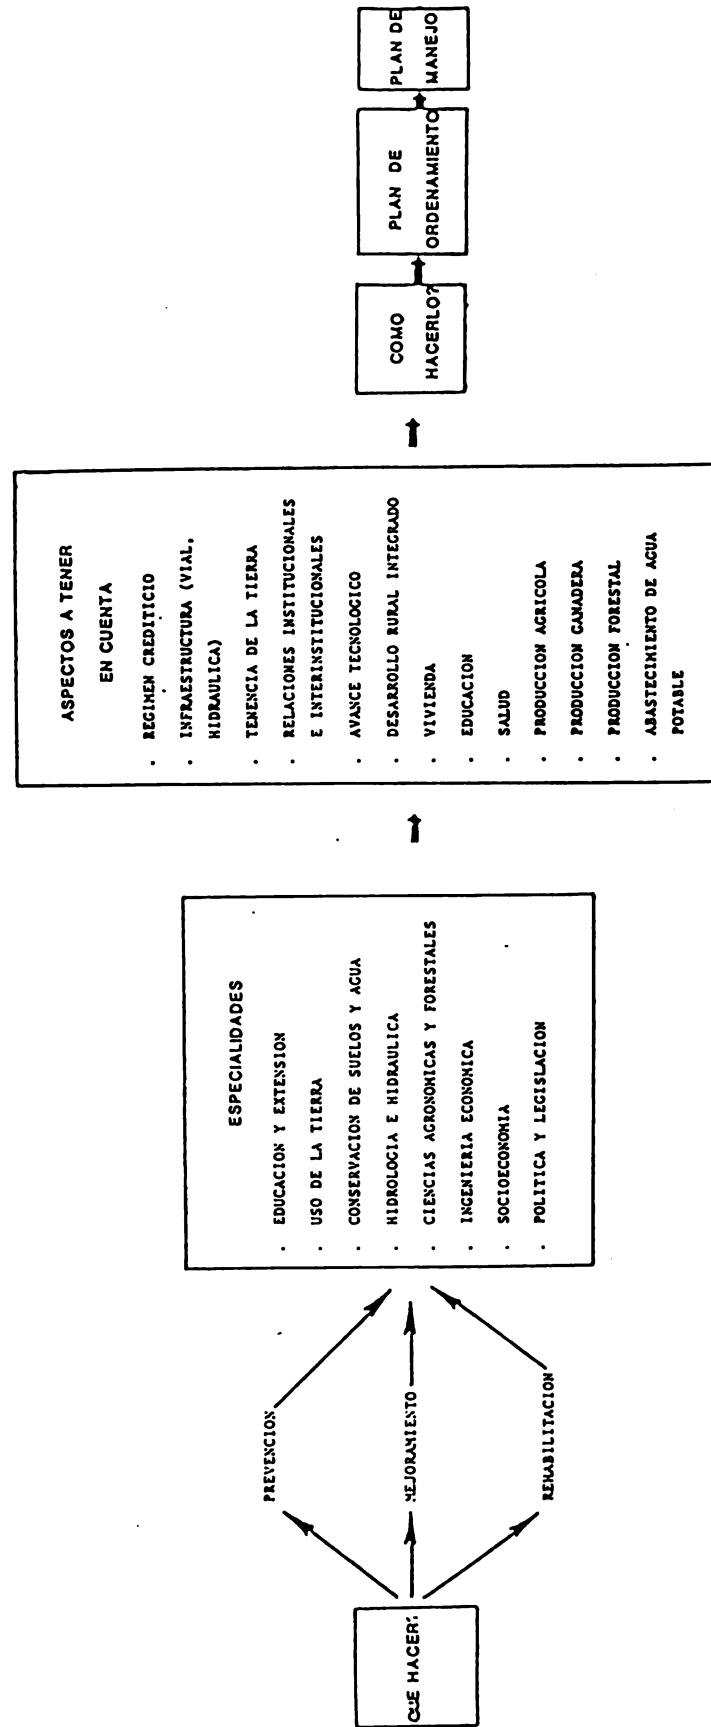 QUE HACER?
PREVENCION
MEJORAMIENTO
REHABILITACION
ESPECIALIDADES
. EDUCACION Y EXTENSION
. USO DE LA TIERRA
. CONSERVACION DE SUELOS Y AGUA
. HIDROLOGIA E HIDRAULICA
. CIENCIAS AGRONOMICAS Y FORESTALES
. INGENIERIA ECONOMICA
. SOCIOECONOMIA
. POLITICA Y LEGISLACION
ASPECTOS A TENER
EN CUENTA
. REGIMEN CREDITICIO
. INFRAESTRUCTURA (VIAL,
HIDRAULICA)
. TENENCIA DE LA TIERRA
. RELACIONES INSTITUCIONALES
E INTERINSTITUCIONALES
. AVANCE TECNOLOGICO
. DESARROLLO RURAL INTEGRADO
. VIVIENDA
. EDUCACION
. SALUD
. PRODUCCION AGRICOLA
. PRODUCCION GANADERA
. PRODUCCION FORESTAL
. ABASTECIMIENTO DE AGUA
POTABLE
COMO
HACERLO?
PLAN DE
ORDENAMIENTO
PLAN DE
MANEJO